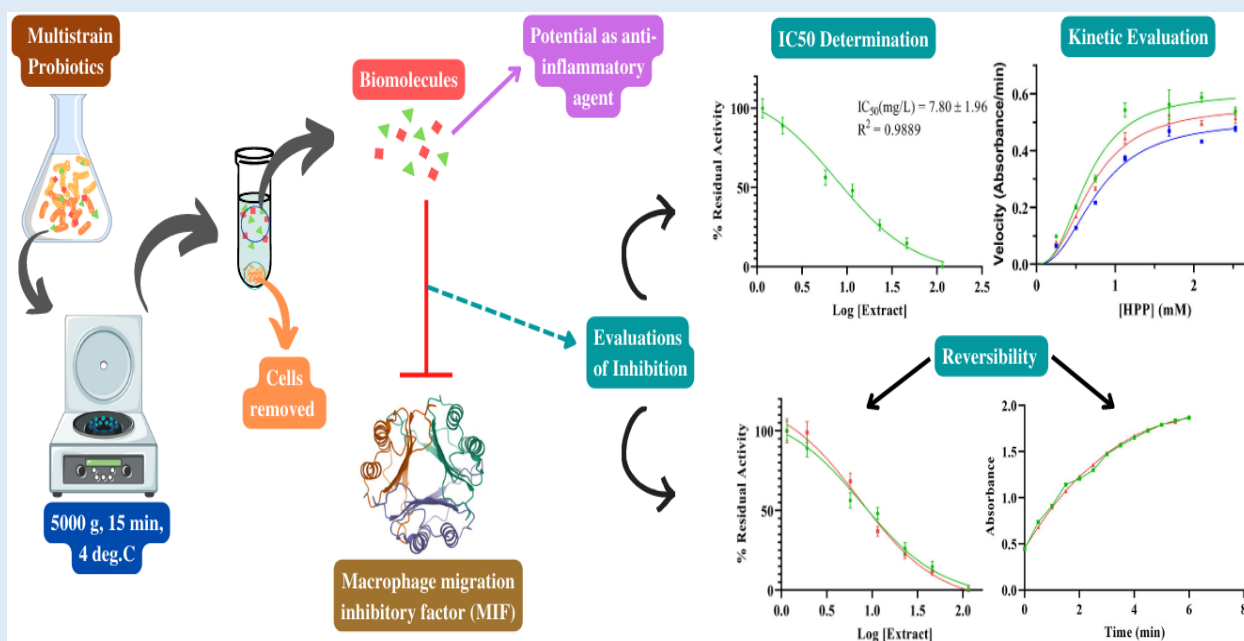 Multistrain
Probiotics
5000 g, 15 min,
4 deg.C
Cells
removed
Biomolecules
Potential as anti-
inflammatory
agent
Macrophage migration
inhibitory factor (MIF)
Evaluations
of Inhibition
IC50 Determination
% Residual Activity
100
50
0
IC50(mg/L) = 7.80 ± 1.96
R² = 0.9889
0.0 0.5 1.0 1.5 2.0 2.5
Log [Extract]
Kinetic Evaluation
Velocity (Absorbance/min)
0.6
0.4
0.2
0.0
0 1 2
[HPP] (mM)
Reversibility
% Residual Activity
100
50
0
0.0 0.5 1.0 1.5 2.0
Log [Extract]
Absorbance
2.0
1.5
1.0
0.5
0.0
0 2 4 6 8
Time (min)